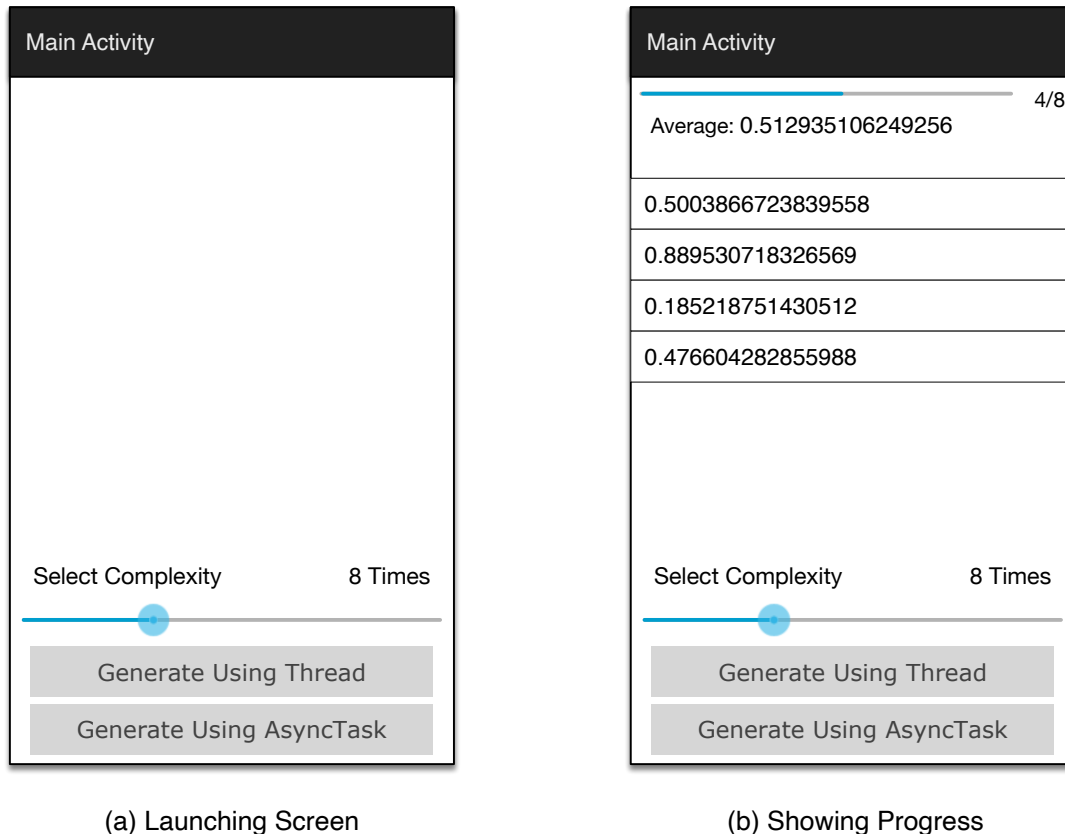 Main Activity
Select Complexity 8 Times
Generate Using Thread
Generate Using AsyncTask
(a) Launching Screen
Main Activity
4/8
Average: 0.512935106249256
0.5003866723839558
0.889530718326569
0.185218751430512
0.476604282855988
Select Complexity 8 Times
Generate Using Thread
Generate Using AsyncTask
(b) Showing Progress